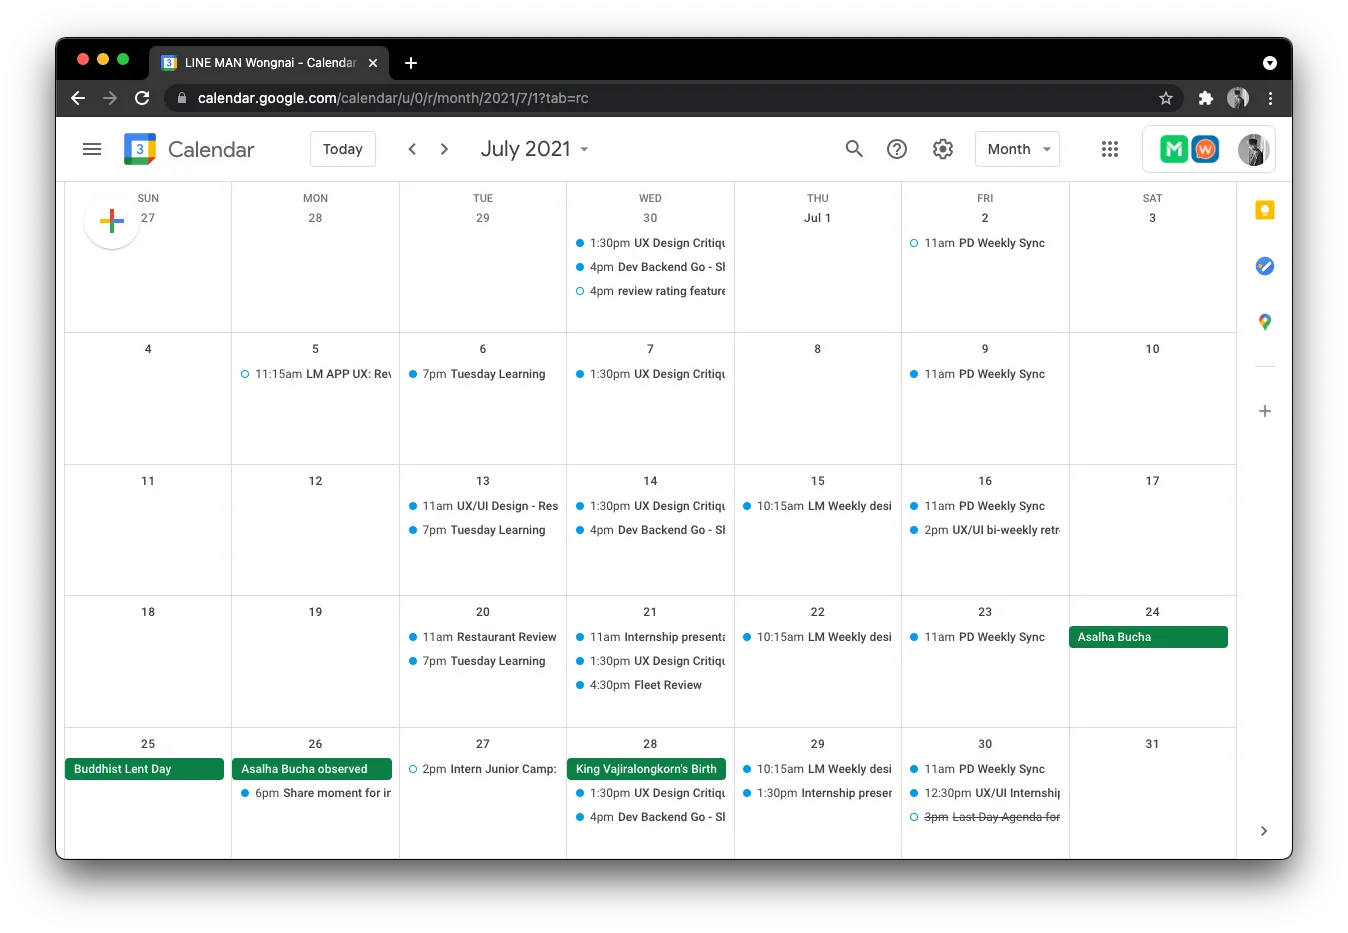 LINE MAN Wongnai - Calendar
calendar.google.com/calendar/u/0/r/month/2021/7/1?tab=rc
3 Calendar Today July 2021 Month M W
SUN MON TUE WED THU FRI SAT
27 28 29 30 Jul 1 2 3
1:30pm UX Design Critiqu
4pm Dev Backend Go - Sl
4pm review rating feature
11am PD Weekly Sync
4 5 6 7 8 9 10
11:15am LM APP UX: Rev
7pm Tuesday Learning
1:30pm UX Design Critiqu
11am PD Weekly Sync
11 12 13 14 15 16 17
11am UX/UI Design - Res
7pm Tuesday Learning
1:30pm UX Design Critiqu
4pm Dev Backend Go - Sl
10:15am LM Weekly desi
11am PD Weekly Sync
2pm UX/UI bi-weekly retr
18 19 20 21 22 23 24
11am Restaurant Review
7pm Tuesday Learning
11am Internship presenta
1:30pm UX Design Critiqu
4:30pm Fleet Review
10:15am LM Weekly desi
11am PD Weekly Sync
Asalha Bucha
25 26 27 28 29 30 31
Buddhist Lent Day
Asalha Bucha observed
6pm Share moment for ir
2pm Intern Junior Camp:
King Vajiralongkorn's Birth
1:30pm UX Design Critiqu
4pm Dev Backend Go - Sl
10:15am LM Weekly desi
1:30pm Internship preser
11am PD Weekly Sync
12:30pm UX/UI Internship
3pm Last Day Agenda for